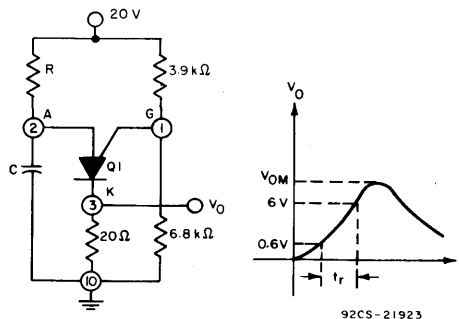 20 V
R
3.9 kΩ
A
G
2
1
C
Q1
K
3
V₀
20Ω
6.8 kΩ
10
V₀
V₀M
6 V
0.6 V
tᵣ
92CS-21923